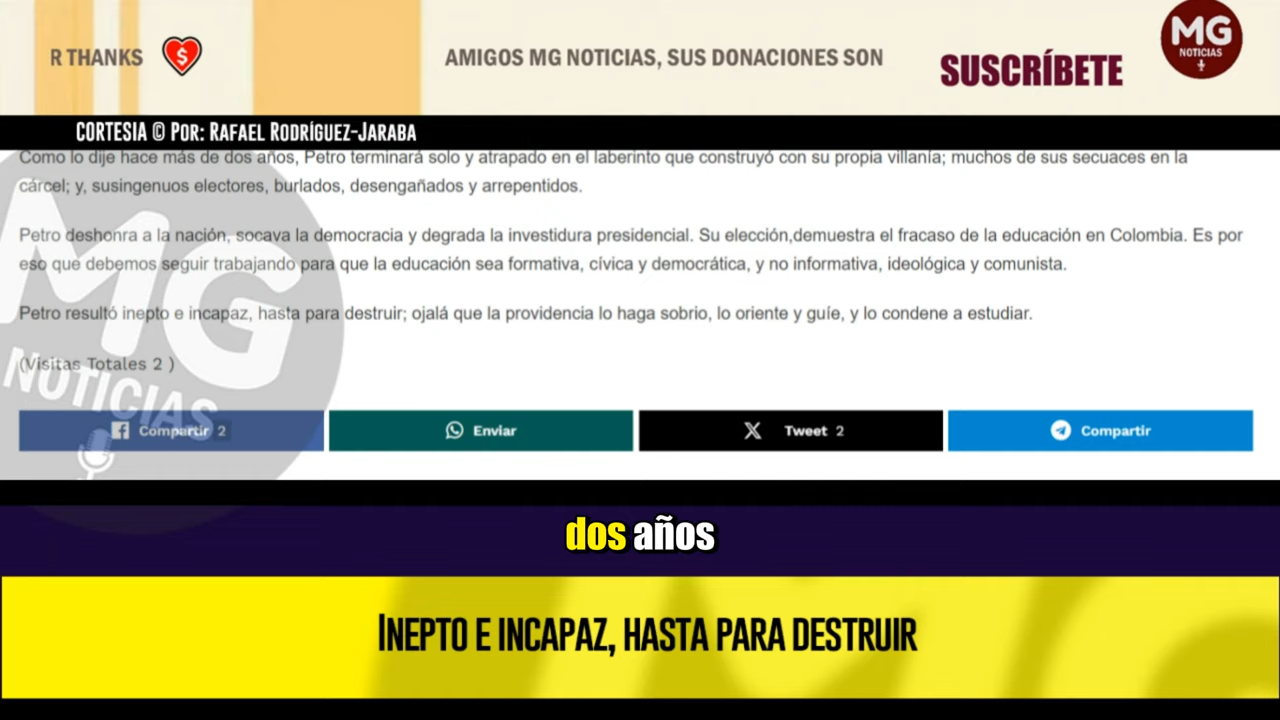 R THANKS
AMIGOS MG NOTICIAS, SUS DONACIONES SON
SUSCRÍBETE
MG
NOTICIAS
CORTESIA © POR: RAFAEL RODRÍGUEZ-JARABA
Como lo dije hace más de dos años, Petro terminará solo y atrapado en el laberinto que construyó con su propia villanía; muchos de sus secuaces en la
cárcel; y, susingenuos electores, burlados, desengañados y arrepentidos.
Petro deshonra a la nación, socava la democracia y degrada la investidura presidencial. Su elección,demuestra el fracaso de la educación en Colombia. Es por
eso que debemos seguir trabajando para que la educación sea formativa, cívica y democrática, y no informativa, ideológica y comunista.
Petro resultó inepto e incapaz, hasta para destruir; ojalá que la providencia lo haga sobrio, lo oriente y guíe, y lo condene a estudiar.
(Visitas Totales 2 )
MG
NOTICIAS
Compartir 2
Enviar
Tweet 2
Compartir
dos años
INEPTO E INCAPAZ, HASTA PARA DESTRUIR